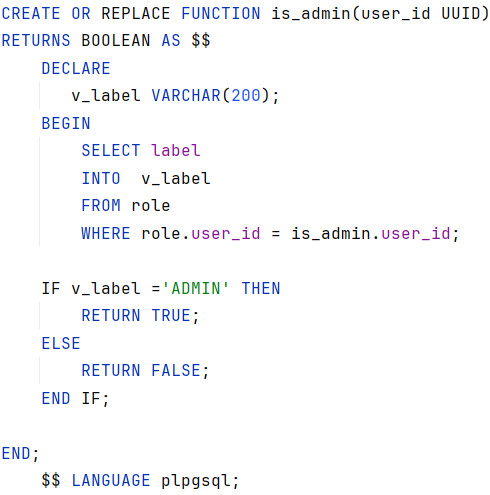 CREATE OR REPLACE FUNCTION is_admin(user_id UUID)
RETURNS BOOLEAN AS $$
    DECLARE
       v_label VARCHAR(200);
    BEGIN
        SELECT label
        INTO  v_label
        FROM role
        WHERE role.user_id = is_admin.user_id;

    IF v_label ='ADMIN' THEN
        RETURN TRUE;
    ELSE
        RETURN FALSE;
    END IF;

END;
    $$ LANGUAGE plpgsql;